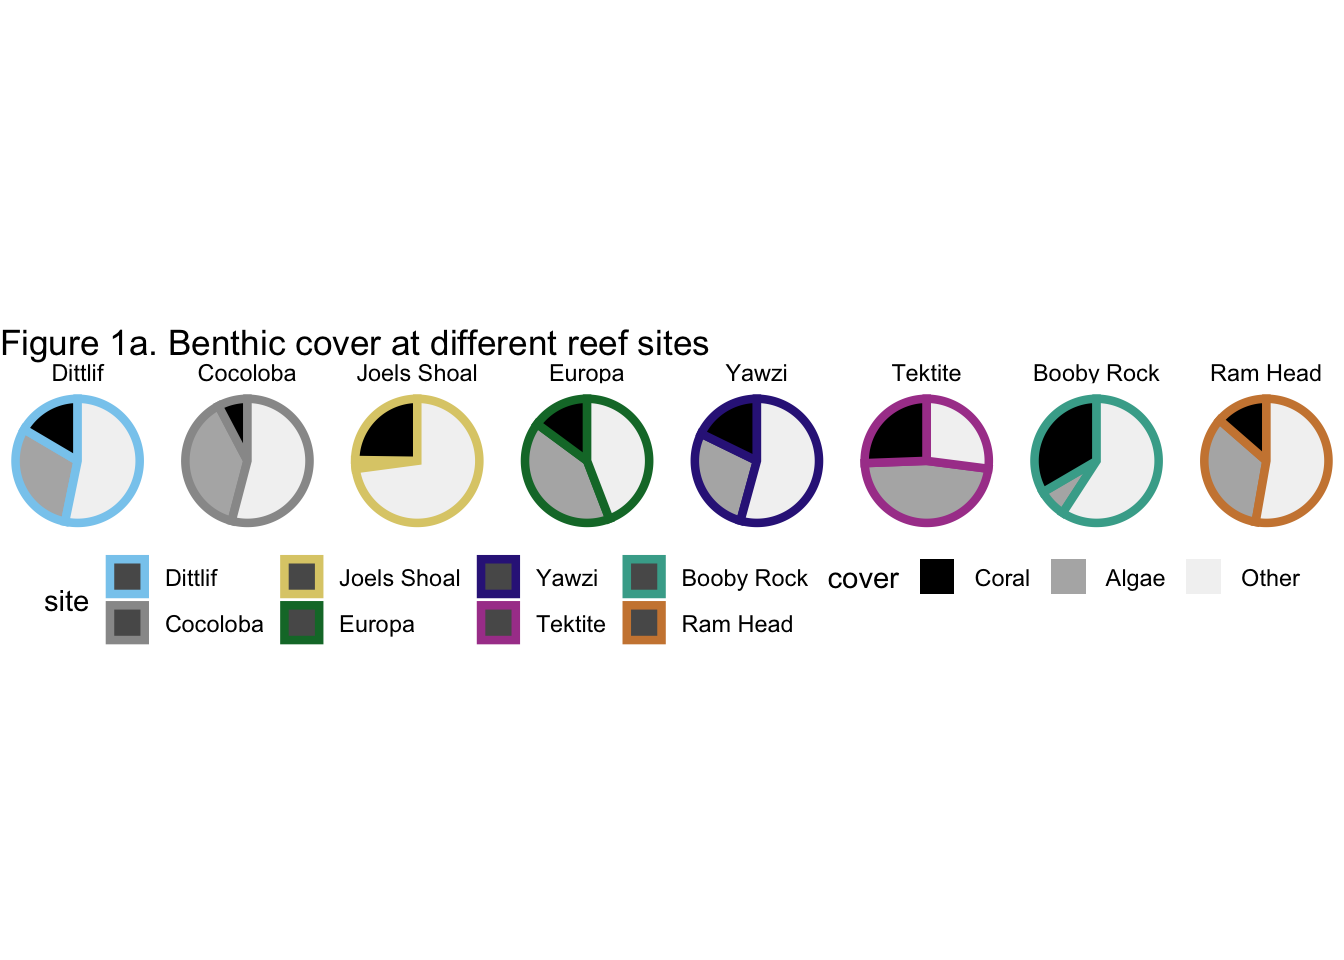 Figure 1a. Benthic cover at different reef sites
Dittlif Cocoloba Joels Shoal Europa Yawzi Tektite Booby Rock Ram Head
site Dittlif Joels Shoal Yawzi Booby Rock cover Coral Algae Other
Cocoloba Europa Tektite Ram Head